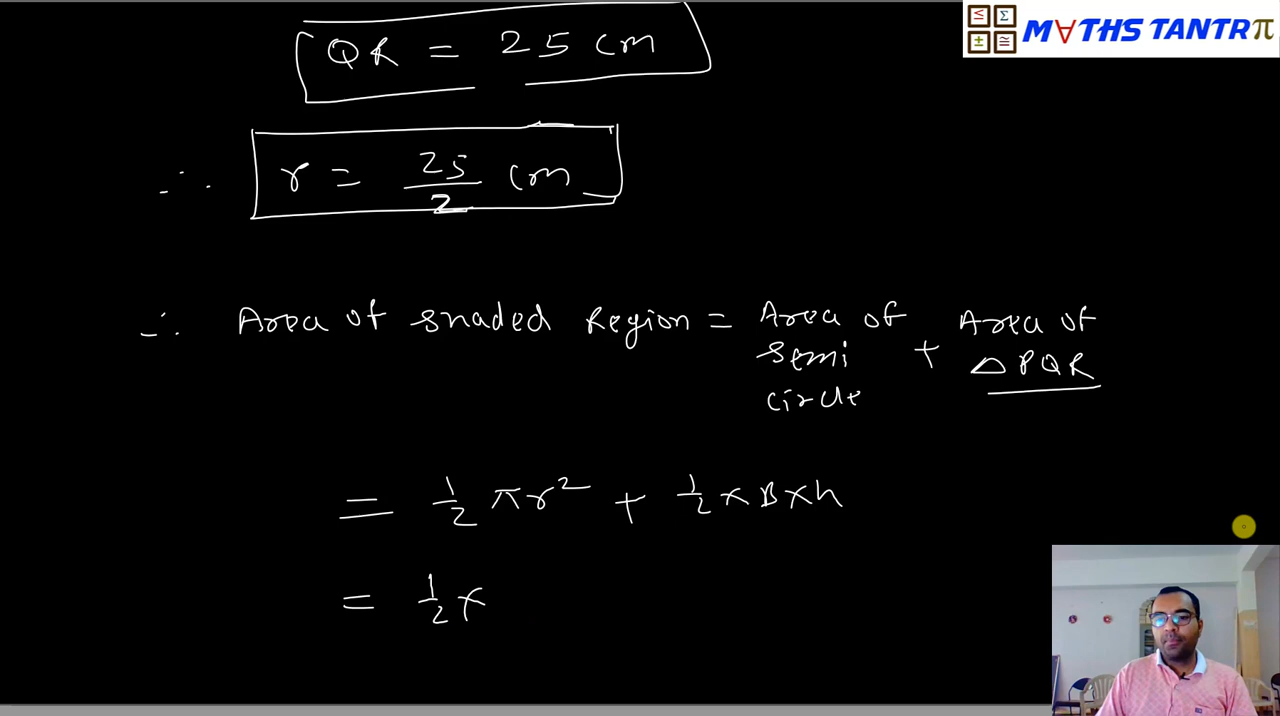 ≤ Σ ± ≅ M∀THS TANTRπ
QR = 25 cm
∴ r = 25/2 cm
∴ Area of shaded Region = Area of semi circle + Area of △PQR
= 1/2 πr² + 1/2 × B × h
= 1/2 ×